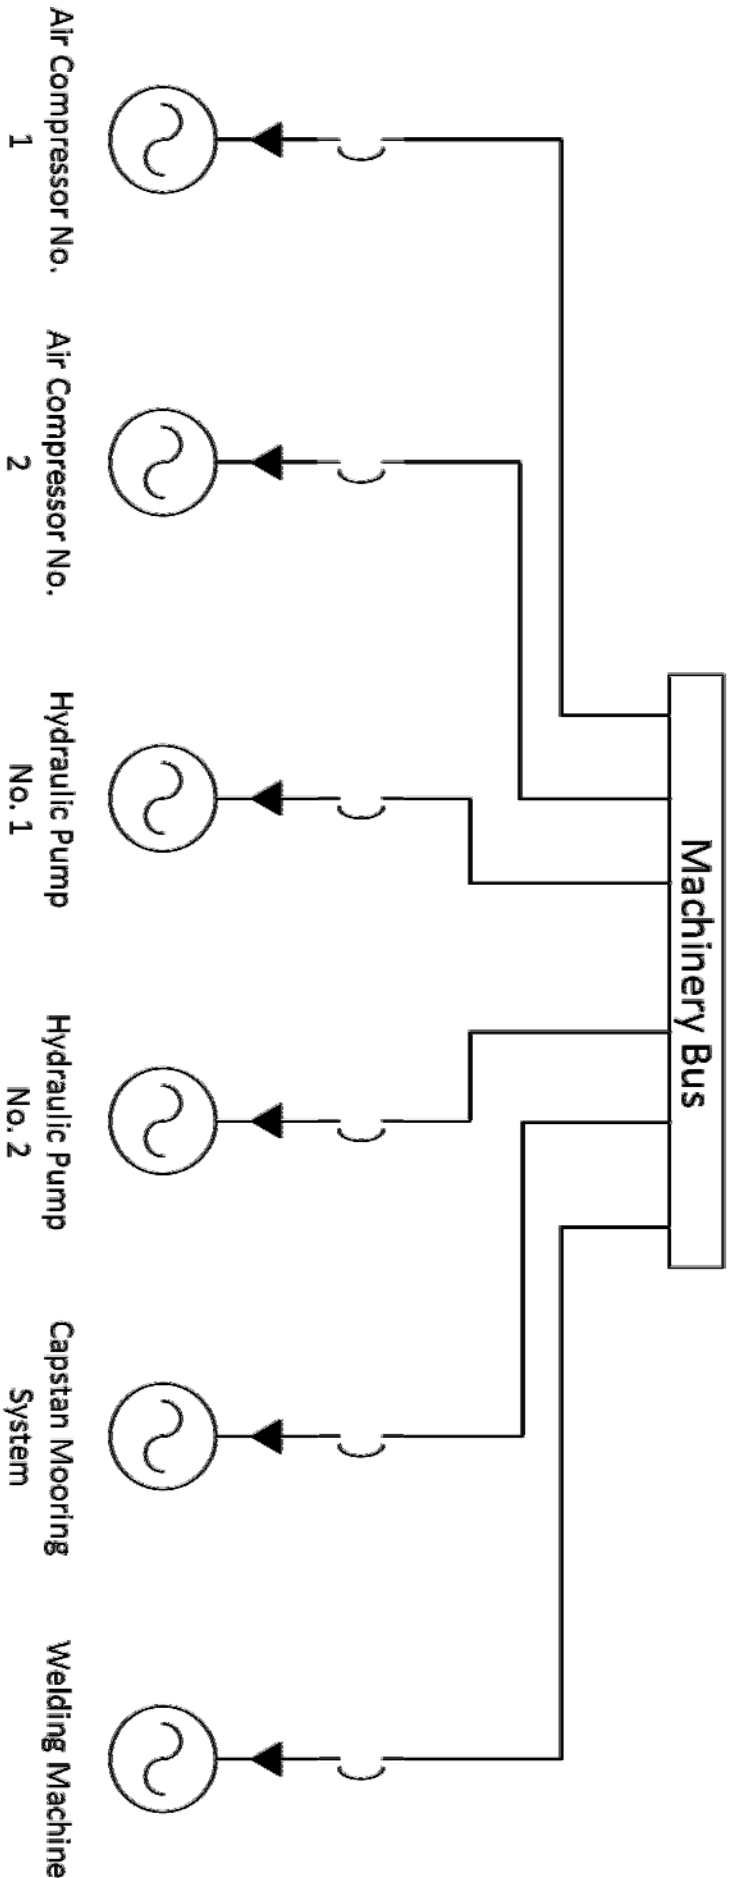 Machinery Bus
Air Compressor No.
1
Air Compressor No.
2
Hydraulic Pump
No. 1
Hydraulic Pump
No. 2
Capstan Mooring
System
Welding Machine